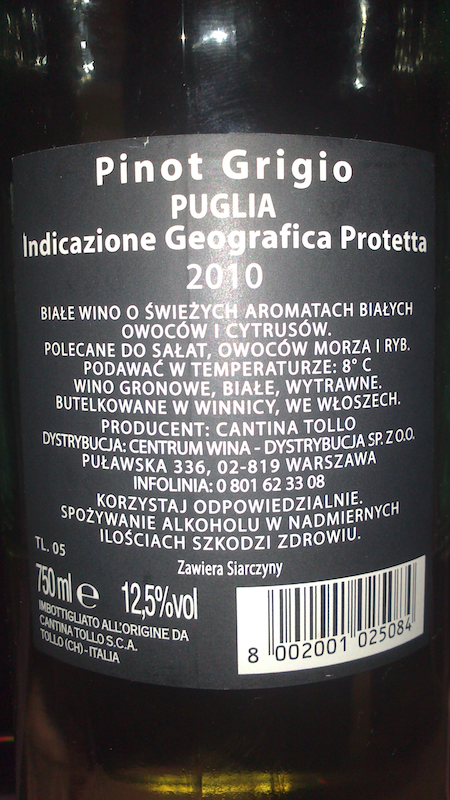 Pinot Grigio
PUGLIA
Indicazione Geografica Protetta
2010
BIAŁE WINO O ŚWIEŻYCH AROMATACH BIAŁYCH
OWOCÓW I CYTRUSÓW.
POLECANE DO SAŁAT, OWOCÓW MORZA I RYB.
PODAWAĆ W TEMPERATURZE: 8° C
WINO GRONOWE, BIAŁE, WYTRAWNE.
BUTELKOWANE W WINNICY, WE WŁOSZECH.
PRODUCENT: CANTINA TOLLO
DYSTRYBUCJA: CENTRUM WINA - DYSTRYBUCJA SP. Z O.O.
PUŁAWSKA 336, 02-819 WARSZAWA
INFOLINIA: 0 801 62 33 08
KORZYSTAJ ODPOWIEDZIALNIE.
SPOŻYWANIE ALKOHOLU W NADMIERNYCH
ILOŚCIACH SZKODZI ZDROWIU.
TL. 05
Zawiera Siarczyny
750 ml e 12,5%vol
IMBOTTIGLIATO ALL'ORIGINE DA
CANTINA TOLLO S.C.A.
TOLLO (CH) - ITALIA
8 002001 025084